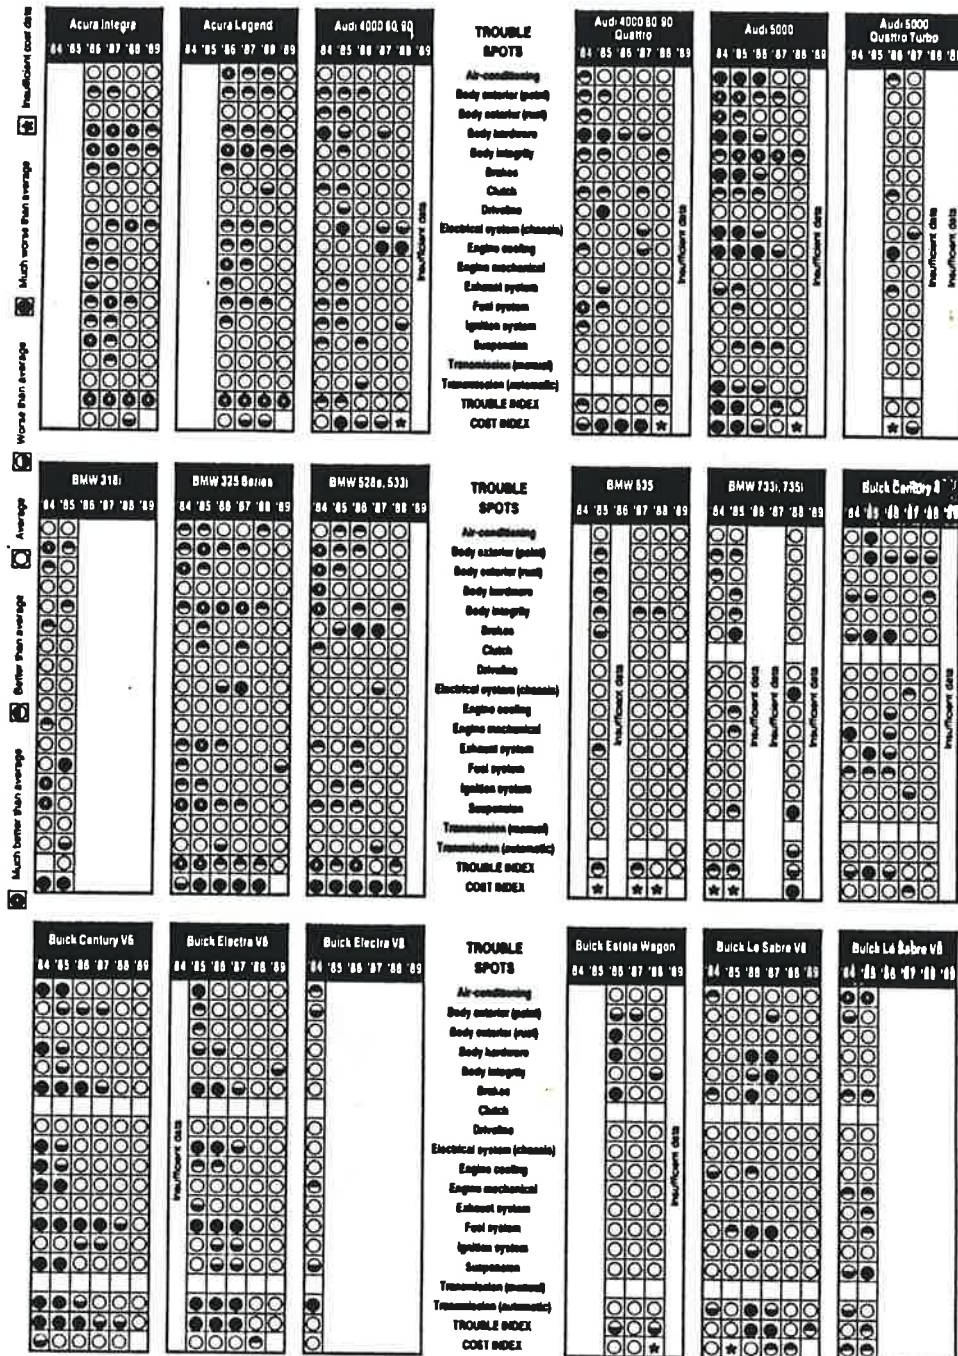 Acura Integra
'84 '85 '86 '87 '88 '89
Acura Legend
'84 '85 '86 '87 '88 '89
Audi 4000 80, 90
'84 '85 '86 '87 '88 '89
Insufficient data
TROUBLE
SPOTS
Air-conditioning
Body exterior (paint)
Body exterior (rust)
Body hardware
Body integrity
Brakes
Clutch
Driveline
Electrical system (chassis)
Engine cooling
Engine mechanical
Exhaust system
Fuel system
Ignition system
Suspension
Transmission (manual)
Transmission (automatic)
TROUBLE INDEX
COST INDEX
Audi 4000 80 90
Quattro
'84 '85 '86 '87 '88 '89
Insufficient data
Audi 5000
'84 '85 '86 '87 '88 '89
Insufficient data
Audi 5000
Quattro Turbo
'84 '85 '86 '87 '88
Insufficient data
Insufficient data
BMW 318i
'84 '85 '86 '87 '88 '89
BMW 325 Series
'84 '85 '86 '87 '88 '89
BMW 528e, 533i
'84 '85 '86 '87 '88 '89
TROUBLE
SPOTS
Air-conditioning
Body exterior (paint)
Body exterior (rust)
Body hardware
Body integrity
Brakes
Clutch
Driveline
Electrical system (chassis)
Engine cooling
Engine mechanical
Exhaust system
Fuel system
Ignition system
Suspension
Transmission (manual)
Transmission (automatic)
TROUBLE INDEX
COST INDEX
BMW 635
'84 '85 '86 '87 '88 '89
Insufficient data
BMW 733i, 735i
'84 '85 '86 '87 '88 '89
Insufficient data
Insufficient data
Insufficient data
Buick Century
'84 '85 '86 '87 '88
Insufficient data
Buick Century V6
'84 '85 '86 '87 '88 '89
Buick Electra V6
'84 '85 '86 '87 '88 '89
Insufficient data
Buick Electra V8
'84 '85 '86 '87 '88 '89
TROUBLE
SPOTS
Air-conditioning
Body exterior (paint)
Body exterior (rust)
Body hardware
Body integrity
Brakes
Clutch
Driveline
Electrical system (chassis)
Engine cooling
Engine mechanical
Exhaust system
Fuel system
Ignition system
Suspension
Transmission (manual)
Transmission (automatic)
TROUBLE INDEX
COST INDEX
Buick Estate Wagon
'84 '85 '86 '87 '88 '89
Insufficient data
Buick Le Sabre V6
'84 '85 '86 '87 '88 '89
Buick Le Sabre V8
'84 '85 '86 '87 '88 '89
Much better than average
Better than average
Average
Worse than average
Much worse than average
Insufficient cost data